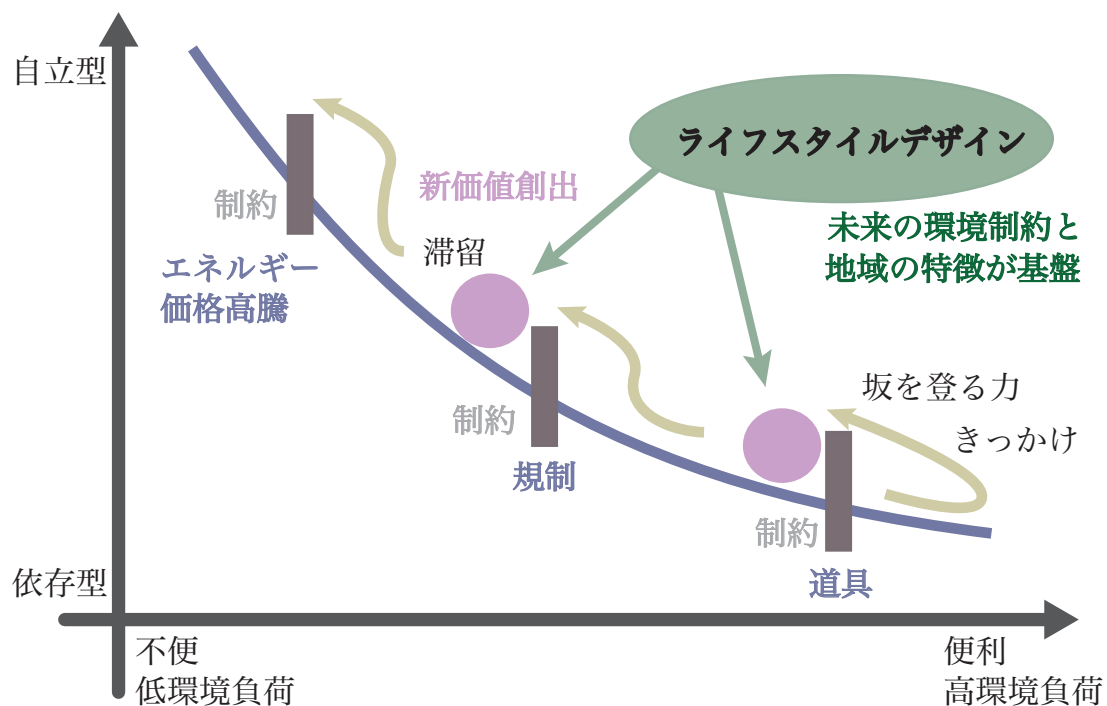 自立型
ライフスタイルデザイン
新価値創出
制約
未来の環境制約と
地域の特徴が基盤
滞留
エネルギー
価格高騰
坂を登る力
きっかけ
制約
規制
制約
道具
依存型
不便
低環境負荷
便利
高環境負荷